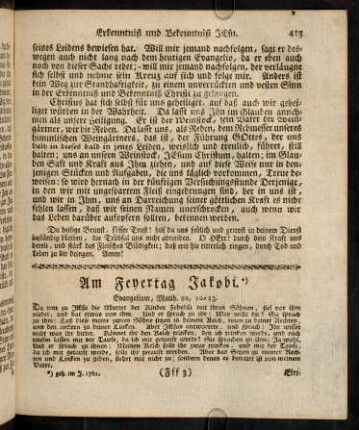 Erkenntniß und Bekenntniß JEsu. 413
seines Leidens bewiesen hat. Will mir jemand nachfolgen, sagt er des-
wegen auch nicht lang nach dem heutigen Evangelio, da er eben auch
noch von dieser Sache redet; will mir jemand nachfolgen, der verläugne
sich selbst und nehme sein Kreuz auf sich und folge mir. Anders ist
kein Weg zur Standhaftigkeit, zu einem unverrückten und vesten Sinn
in der Erkenntniß und Bekenntniß Christi zu gelangen.
Christus hat sich selbst für uns geheiliget, auf daß auch wir gehei-
liget würden in der Wahrheit. Da laßt uns Ihm im Glauben anneh-
men als unserer Heiligung. Er ist der Weinstock, sein Vater der Wein-
gärtner, wir die Reben. Da laßt uns, als Reben, dem Messer unsers
himmlischen Weingärtners, das ist, der Führung GOttes, der uns
bald in dieses bald in jenes Leiden, weislich und treulich, führet, still
halten; uns an unsern Weinstock, JEsum Christum, halten; im Glau-
ben Saft und Kraft aus Ihm ziehen, und auf diese Weise nur in den-
jenigen Stücken und Aufgaben, die uns täglich vorkommen, Treue be-
weisen: so wird hernach in der künftigen Versuchungsstunde Derjenige,
in den wir mit ungespartem Fleiß eingedrungen sind, der in uns ist,
und wir in Ihm, uns an Darreichung seiner göttlichen Kraft es nicht
fehlen lassen, daß wir seinen Namen unerschrocken, auch wenn wir
das Leben darüber aufopfern sollten, bekennen werden.
Du heilige Brunst, süsser Trost! hilf du uns frölich und getrost in deinem Dienst
beständig bleiben, die Trübsal uns nicht abtreiben. O HErr! durch dein Kraft uns
bereit, und stärk des Fleisches Blödigkeit; daß wir hie ritterlich ringen, durch Tod und
Leben zu dir dringen. Amen!
Am Feyertag Jakobi. *)
Evangelium, Matth. 20, 20-23.
Da trat zu JEsu die Mutter der Kinder Zebedäi mit ihren Söhnen, fiel vor ihm
nieder, und bat etwas von ihm. Und er sprach zu ihr: Was willt du? Sie sprach
zu ihm: Laß diese meine zween Söhne sitzen in deinem Reich, einen zu deiner Rechten,
und den andern zu deiner Linken. Aber JEsus antwortete und sprach: Ihr wisset
nicht was ihr bittet. Könnet ihr den Kelch trinken, den ich trinken werde, und euch
taufen lassen mit der Taufe, da ich mit getauft werde? Sie sprachen zu ihm: Ja wohl.
Und er sprach zu ihnen: Meinen Kelch sollt ihr zwar trinken, und mit der Taufe,
da ich mit getauft werde, sollt ihr getauft werden. Aber das Sitzen zu meiner Rech-
ten und Linken zu geben, stehet mir nicht zu, sondern denen es bereitet ist von meinem
Vater.
*) geh. im J. 1761. (Fff 3) Ein-